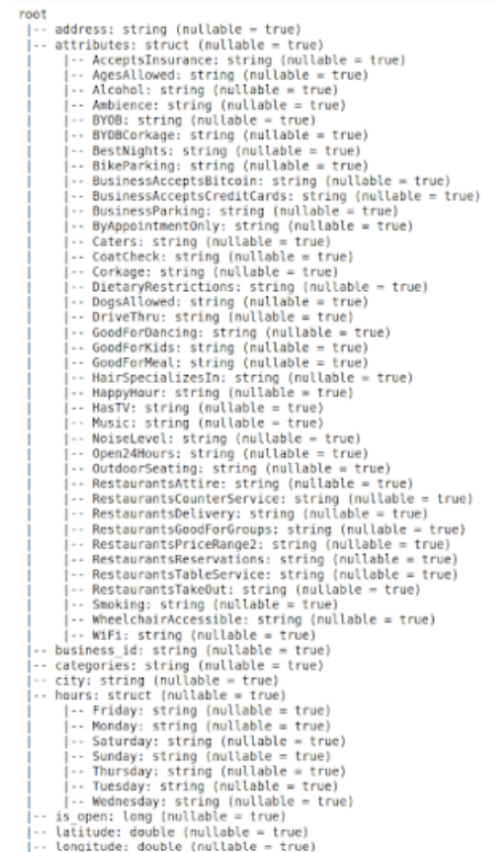 root
|-- address: string (nullable = true)
|-- attributes: struct (nullable = true)
|    |-- AcceptsInsurance: string (nullable = true)
|    |-- AgesAllowed: string (nullable = true)
|    |-- Alcohol: string (nullable = true)
|    |-- Ambience: string (nullable = true)
|    |-- BYOB: string (nullable = true)
|    |-- BYOBCorkage: string (nullable = true)
|    |-- BestNights: string (nullable = true)
|    |-- BikeParking: string (nullable = true)
|    |-- BusinessAcceptsBitcoin: string (nullable = true)
|    |-- BusinessAcceptsCreditCards: string (nullable = true)
|    |-- BusinessParking: string (nullable = true)
|    |-- ByAppointmentOnly: string (nullable = true)
|    |-- Caters: string (nullable = true)
|    |-- CoatCheck: string (nullable = true)
|    |-- Corkage: string (nullable = true)
|    |-- DietaryRestrictions: string (nullable = true)
|    |-- DogsAllowed: string (nullable = true)
|    |-- DriveThru: string (nullable = true)
|    |-- GoodForDancing: string (nullable = true)
|    |-- GoodForKids: string (nullable = true)
|    |-- GoodForMeal: string (nullable = true)
|    |-- HairSpecializesIn: string (nullable = true)
|    |-- HappyHour: string (nullable = true)
|    |-- HasTV: string (nullable = true)
|    |-- Music: string (nullable = true)
|    |-- NoiseLevel: string (nullable = true)
|    |-- Open24Hours: string (nullable = true)
|    |-- OutdoorSeating: string (nullable = true)
|    |-- RestaurantsAttire: string (nullable = true)
|    |-- RestaurantsCounterService: string (nullable = true)
|    |-- RestaurantsDelivery: string (nullable = true)
|    |-- RestaurantsGoodForGroups: string (nullable = true)
|    |-- RestaurantsPriceRange2: string (nullable = true)
|    |-- RestaurantsReservations: string (nullable = true)
|    |-- RestaurantsTableService: string (nullable = true)
|    |-- RestaurantsTakeOut: string (nullable = true)
|    |-- Smoking: string (nullable = true)
|    |-- WheelchairAccessible: string (nullable = true)
|    |-- WiFi: string (nullable = true)
|-- business_id: string (nullable = true)
|-- categories: string (nullable = true)
|-- city: string (nullable = true)
|-- hours: struct (nullable = true)
|    |-- Friday: string (nullable = true)
|    |-- Monday: string (nullable = true)
|    |-- Saturday: string (nullable = true)
|    |-- Sunday: string (nullable = true)
|    |-- Thursday: string (nullable = true)
|    |-- Tuesday: string (nullable = true)
|    |-- Wednesday: string (nullable = true)
|-- is_open: long (nullable = true)
|-- latitude: double (nullable = true)
|-- longitude: double (nullable = true)